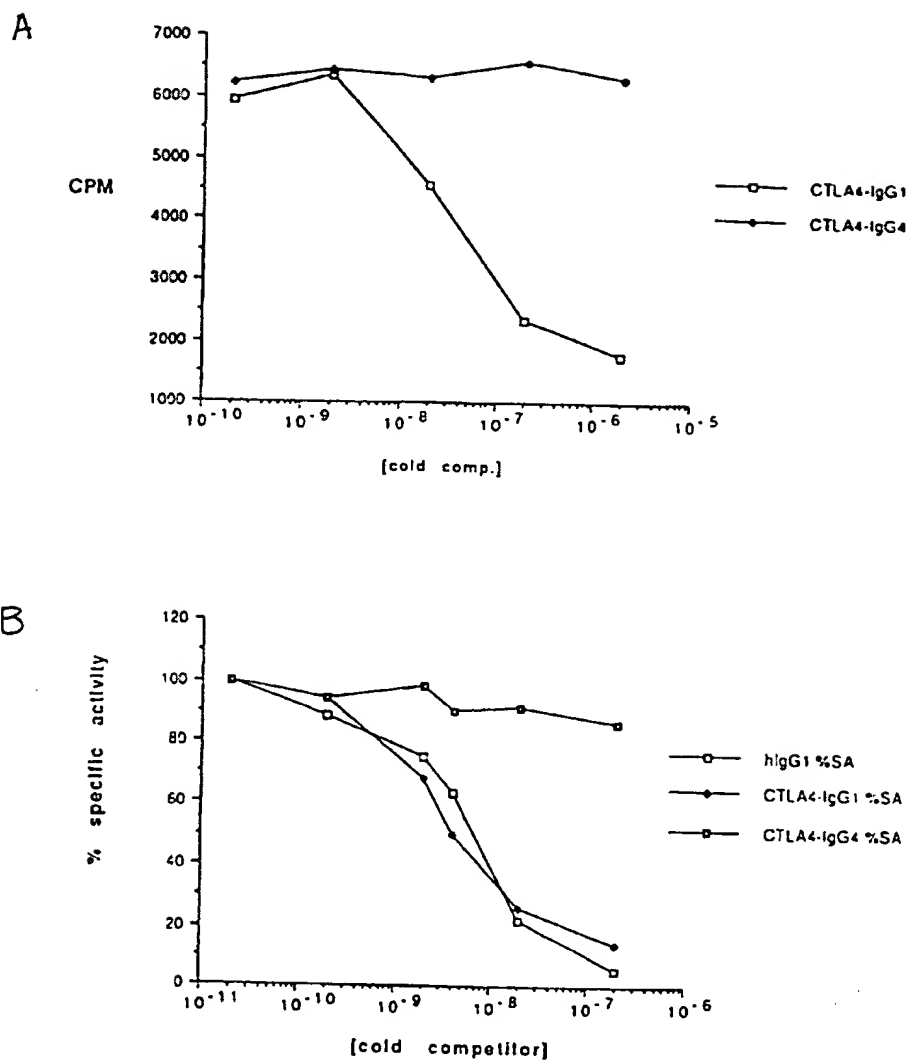 A
7000
6000
5000
CPM
4000
3000
2000
1000
10-10 10-9 10-8 10-7 10-6 10-5
[cold comp.]
CTLA4-IgG1
CTLA4-IgG4
B
120
100
80
60
40
20
0
% specific activity
10-11 10-10 10-9 10-8 10-7 10-6
[cold competitor]
hIgG1 %SA
CTLA4-IgG1 %SA
CTLA4-IgG4 %SA